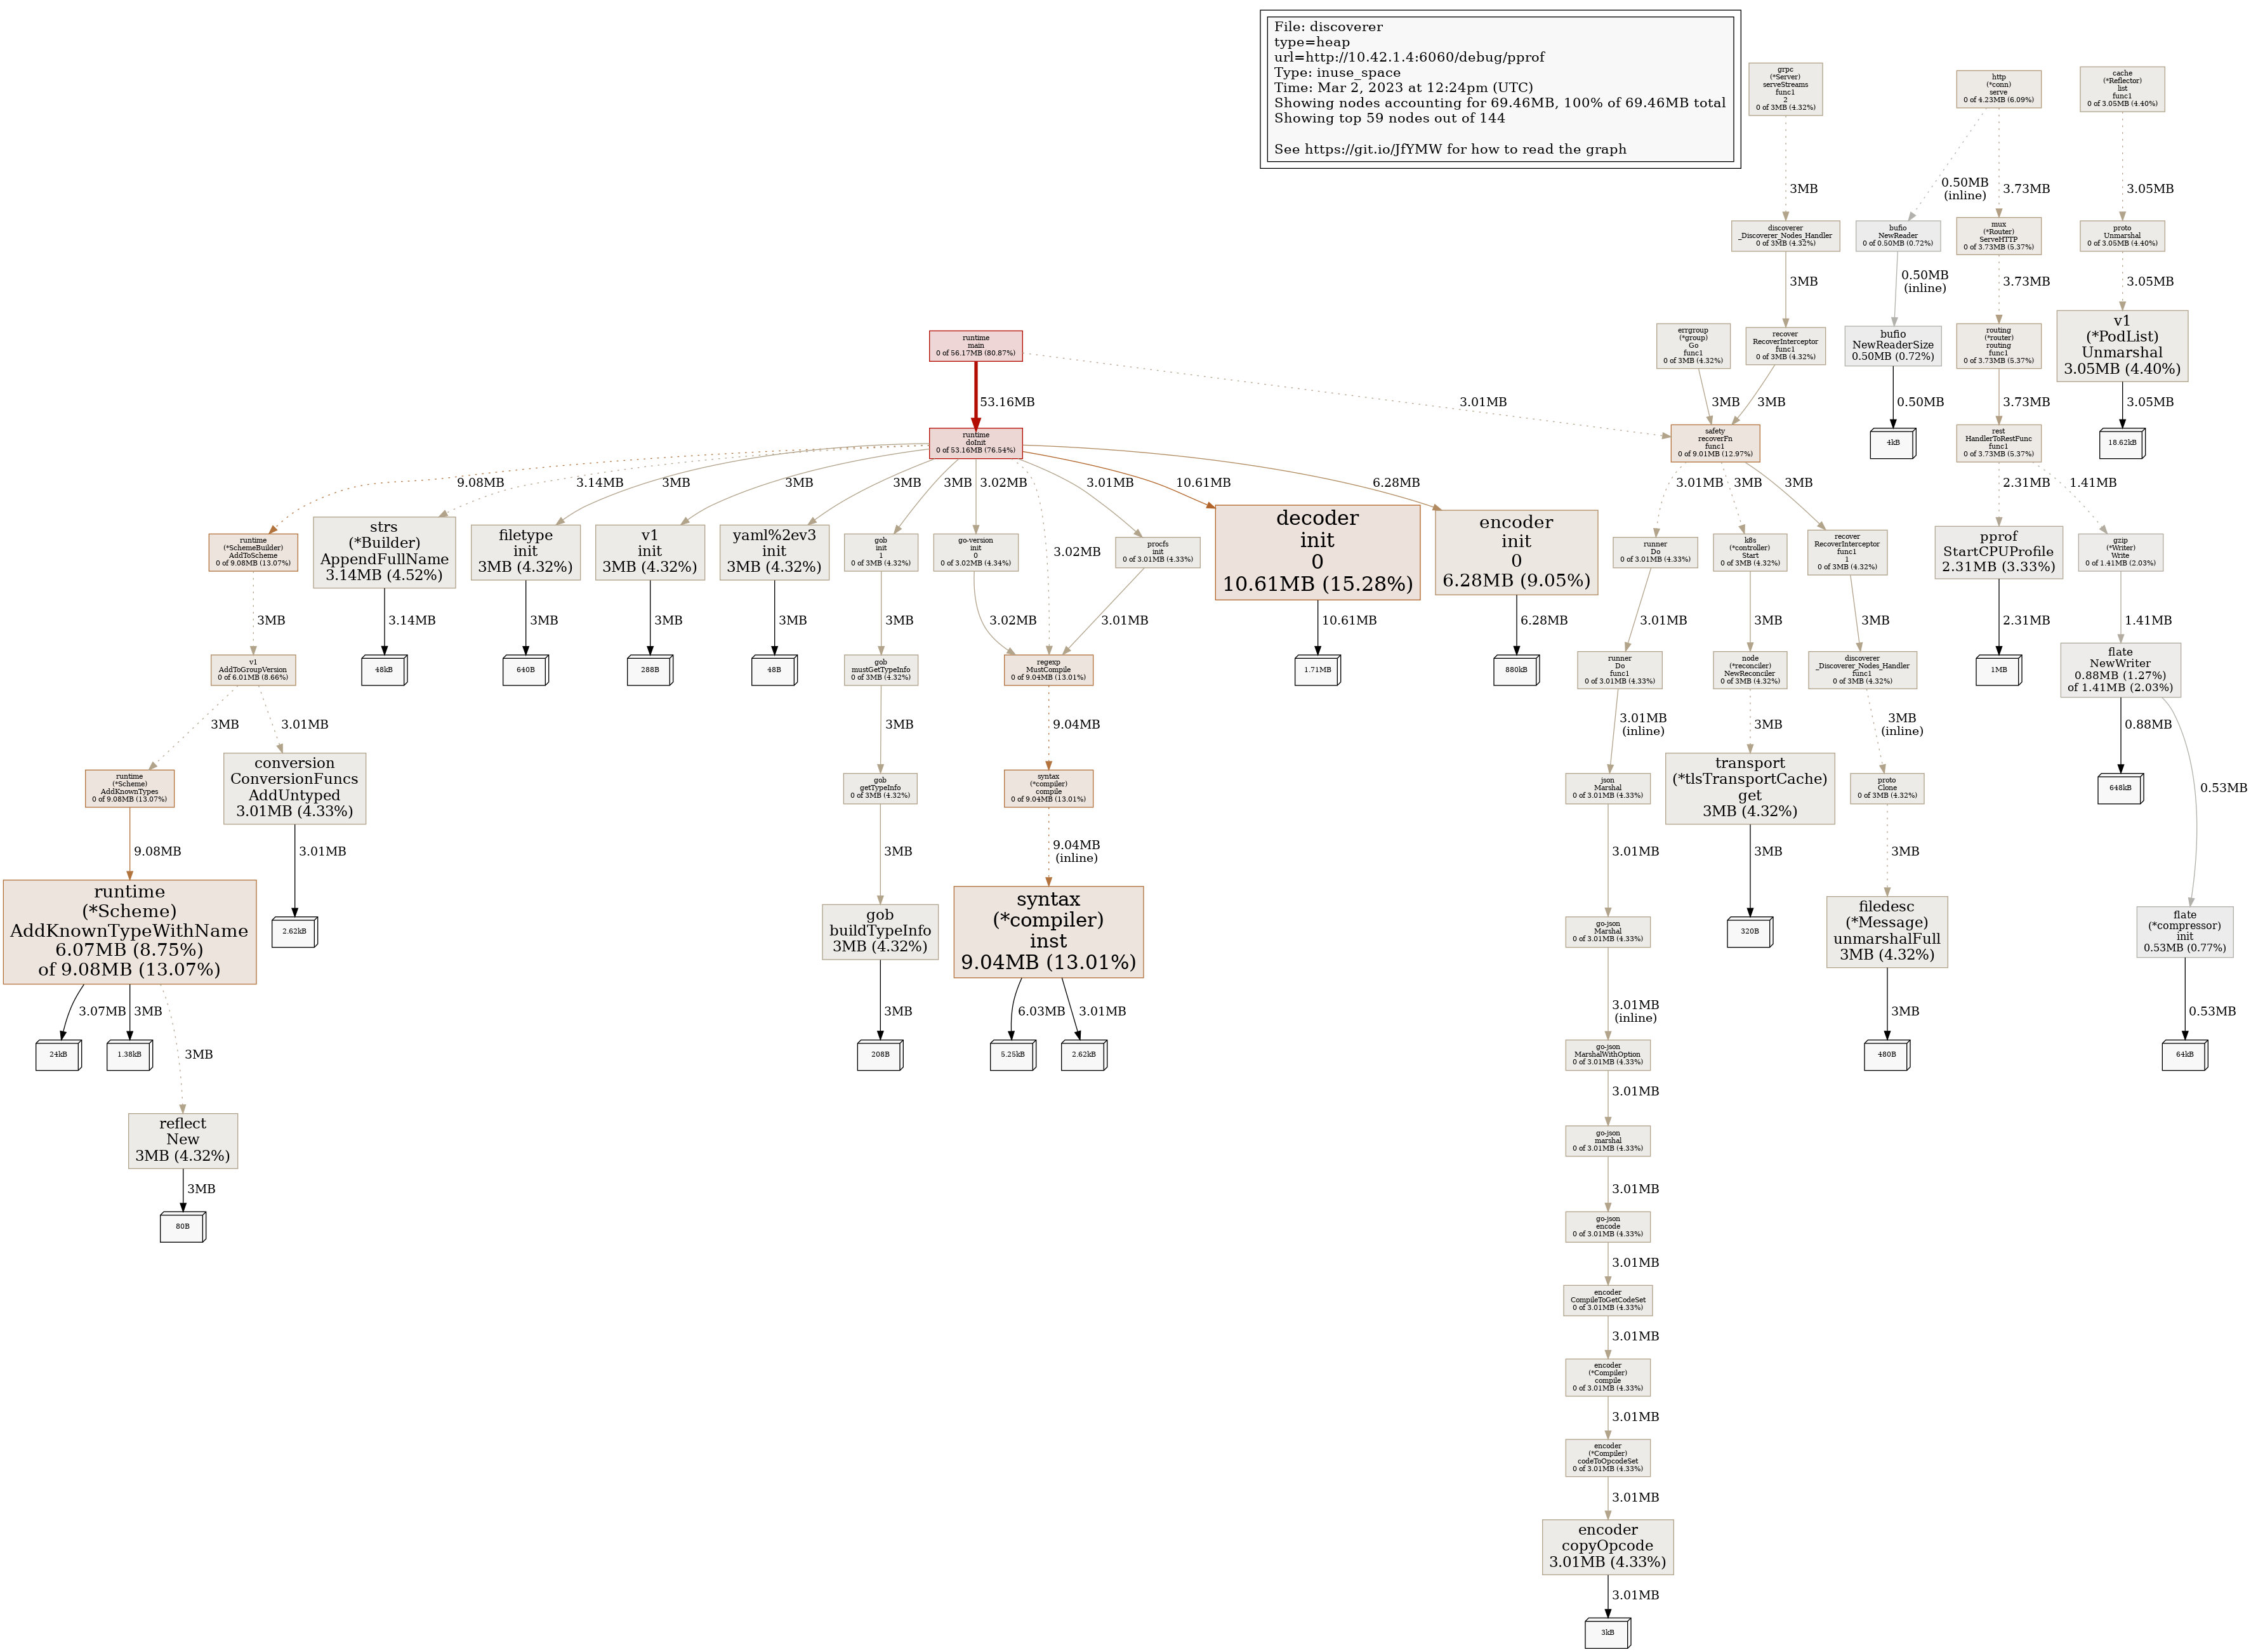 File: discoverer
type=heap
url=http://10.42.1.4:6060/debug/pprof
Type: inuse_space
Time: Mar 2, 2023 at 12:24pm (UTC)
Showing nodes accounting for 69.46MB, 100% of 69.46MB total
Showing top 59 nodes out of 144
See https://git.io/JfYMW for how to read the graph
grpc
(*Server)
serveStreams
func1
2
0 of 3MB (4.32%)
http
(*conn)
serve
0 of 4.23MB (6.09%)
cache
(*Reflector)
list
func1
0 of 3.05MB (4.40%)
3MB
0.50MB
(inline)
3.73MB
3.05MB
discoverer
_Discoverer_Nodes_Handler
0 of 3MB (4.32%)
bufio
NewReader
0 of 0.50MB (0.72%)
mux
(*Router)
ServeHTTP
0 of 3.73MB (5.37%)
proto
Unmarshal
0 of 3.05MB (4.40%)
3MB
0.50MB
(inline)
3.73MB
3.05MB
runtime
main
0 of 56.17MB (80.87%)
errgroup
(*group)
Go
func1
0 of 3MB (4.32%)
recover
RecoverInterceptor
func1
0 of 3MB (4.32%)
bufio
NewReaderSize
0.50MB (0.72%)
routing
(*router)
routing
func1
0 of 3.73MB (5.37%)
v1
(*PodList)
Unmarshal
3.05MB (4.40%)
53.16MB
3.01MB
3MB
3MB
0.50MB
3.73MB
3.05MB
runtime
doInit
0 of 53.16MB (76.54%)
safety
recoverFn
func1
0 of 9.01MB (12.97%)
4kB
rest
HandlerToRestFunc
func1
0 of 3.73MB (5.37%)
18.62kB
9.08MB
3.14MB
3MB
3MB
3MB
3MB
3.02MB
3.02MB
3.01MB
10.61MB
6.28MB
3.01MB
3MB
3MB
2.31MB
1.41MB
runtime
(*SchemeBuilder)
AddToScheme
0 of 9.08MB (13.07%)
strs
(*Builder)
AppendFullName
3.14MB (4.52%)
filetype
init
3MB (4.32%)
v1
init
3MB (4.32%)
yaml%2ev3
init
3MB (4.32%)
gob
init
1
0 of 3MB (4.32%)
go-version
init
0
0 of 3.02MB (4.34%)
procfs
init
0 of 3.01MB (4.33%)
decoder
init
0
10.61MB (15.28%)
encoder
init
0
6.28MB (9.05%)
runner
Do
0 of 3.01MB (4.33%)
k8s
(*controller)
Start
0 of 3MB (4.32%)
recover
RecoverInterceptor
func1
1
0 of 3MB (4.32%)
pprof
StartCPUProfile
2.31MB (3.33%)
gzip
(*Writer)
Write
0 of 1.41MB (2.03%)
3MB
3.14MB
3MB
3MB
3MB
3MB
3.02MB
3.01MB
10.61MB
6.28MB
3.01MB
3MB
3MB
2.31MB
1.41MB
v1
AddToGroupVersion
0 of 6.01MB (8.66%)
48kB
640B
288B
48B
gob
mustGetTypeInfo
0 of 3MB (4.32%)
regexp
MustCompile
0 of 9.04MB (13.01%)
1.71MB
880kB
runner
Do
func1
0 of 3.01MB (4.33%)
node
(*reconciler)
NewReconciler
0 of 3MB (4.32%)
discoverer
_Discoverer_Nodes_Handler
func1
0 of 3MB (4.32%)
1MB
flate
NewWriter
0.88MB (1.27%)
of 1.41MB (2.03%)
3MB
3.01MB
3MB
9.04MB
3.01MB
(inline)
3MB
3MB
(inline)
0.88MB
0.53MB
runtime
(*Scheme)
AddKnownTypes
0 of 9.08MB (13.07%)
conversion
ConversionFuncs
AddUntyped
3.01MB (4.33%)
gob
getTypeInfo
0 of 3MB (4.32%)
syntax
(*compiler)
compile
0 of 9.04MB (13.01%)
json
Marshal
0 of 3.01MB (4.33%)
transport
(*tlsTransportCache)
get
3MB (4.32%)
proto
Clone
0 of 3MB (4.32%)
648kB
9.08MB
3.01MB
3MB
9.04MB
(inline)
3.01MB
3MB
3MB
runtime
(*Scheme)
AddKnownTypeWithName
6.07MB (8.75%)
of 9.08MB (13.07%)
2.62kB
gob
buildTypeInfo
3MB (4.32%)
syntax
(*compiler)
inst
9.04MB (13.01%)
go-json
Marshal
0 of 3.01MB (4.33%)
320B
filedesc
(*Message)
unmarshalFull
3MB (4.32%)
flate
(*compressor)
init
0.53MB (0.77%)
3.07MB
3MB
3MB
3MB
6.03MB
3.01MB
3.01MB
(inline)
3MB
0.53MB
24kB
1.38kB
208B
5.25kB
2.62kB
go-json
MarshalWithOption
0 of 3.01MB (4.33%)
480B
64kB
3.01MB
reflect
New
3MB (4.32%)
go-json
marshal
0 of 3.01MB (4.33%)
3MB
3.01MB
80B
go-json
encode
0 of 3.01MB (4.33%)
3.01MB
encoder
CompileToGetCodeSet
0 of 3.01MB (4.33%)
3.01MB
encoder
(*Compiler)
compile
0 of 3.01MB (4.33%)
3.01MB
encoder
(*Compiler)
codeToOpcodeSet
0 of 3.01MB (4.33%)
3.01MB
encoder
copyOpcode
3.01MB (4.33%)
3.01MB
3kB